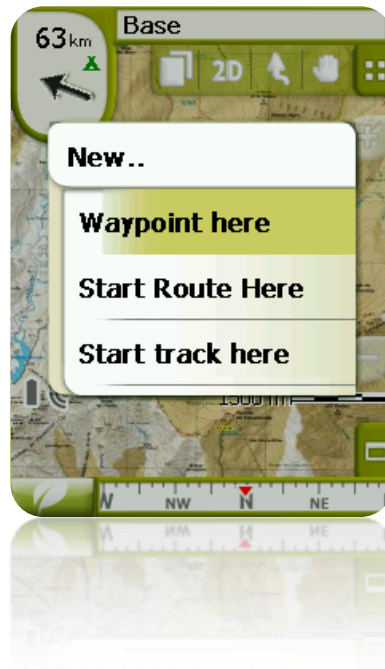 63km
Base
2D
New..
Waypoint here
Start Route Here
Start track here
W NW N NE